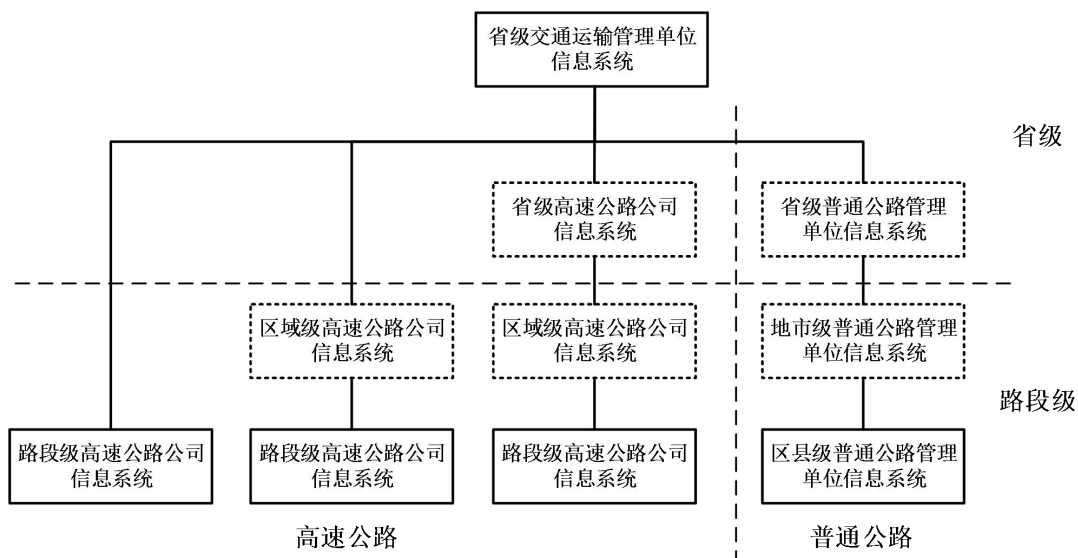 省级交通运输管理单位
信息系统
省级
省级高速公路公司
信息系统
省级普通公路管理
单位信息系统
区域级高速公路公司
信息系统
区域级高速公路公司
信息系统
地市级普通公路管理
单位信息系统
路段级
路段级高速公路公司
信息系统
路段级高速公路公司
信息系统
路段级高速公路公司
信息系统
区县级普通公路管理
单位信息系统
高速公路
普通公路